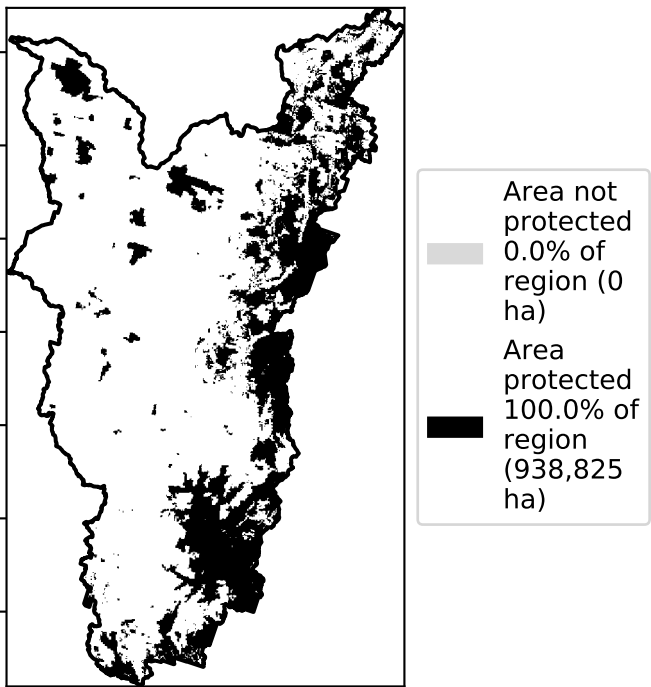 Area not
protected
0.0% of
region (0
ha)
Area
protected
100.0% of
region
(938,825
ha)